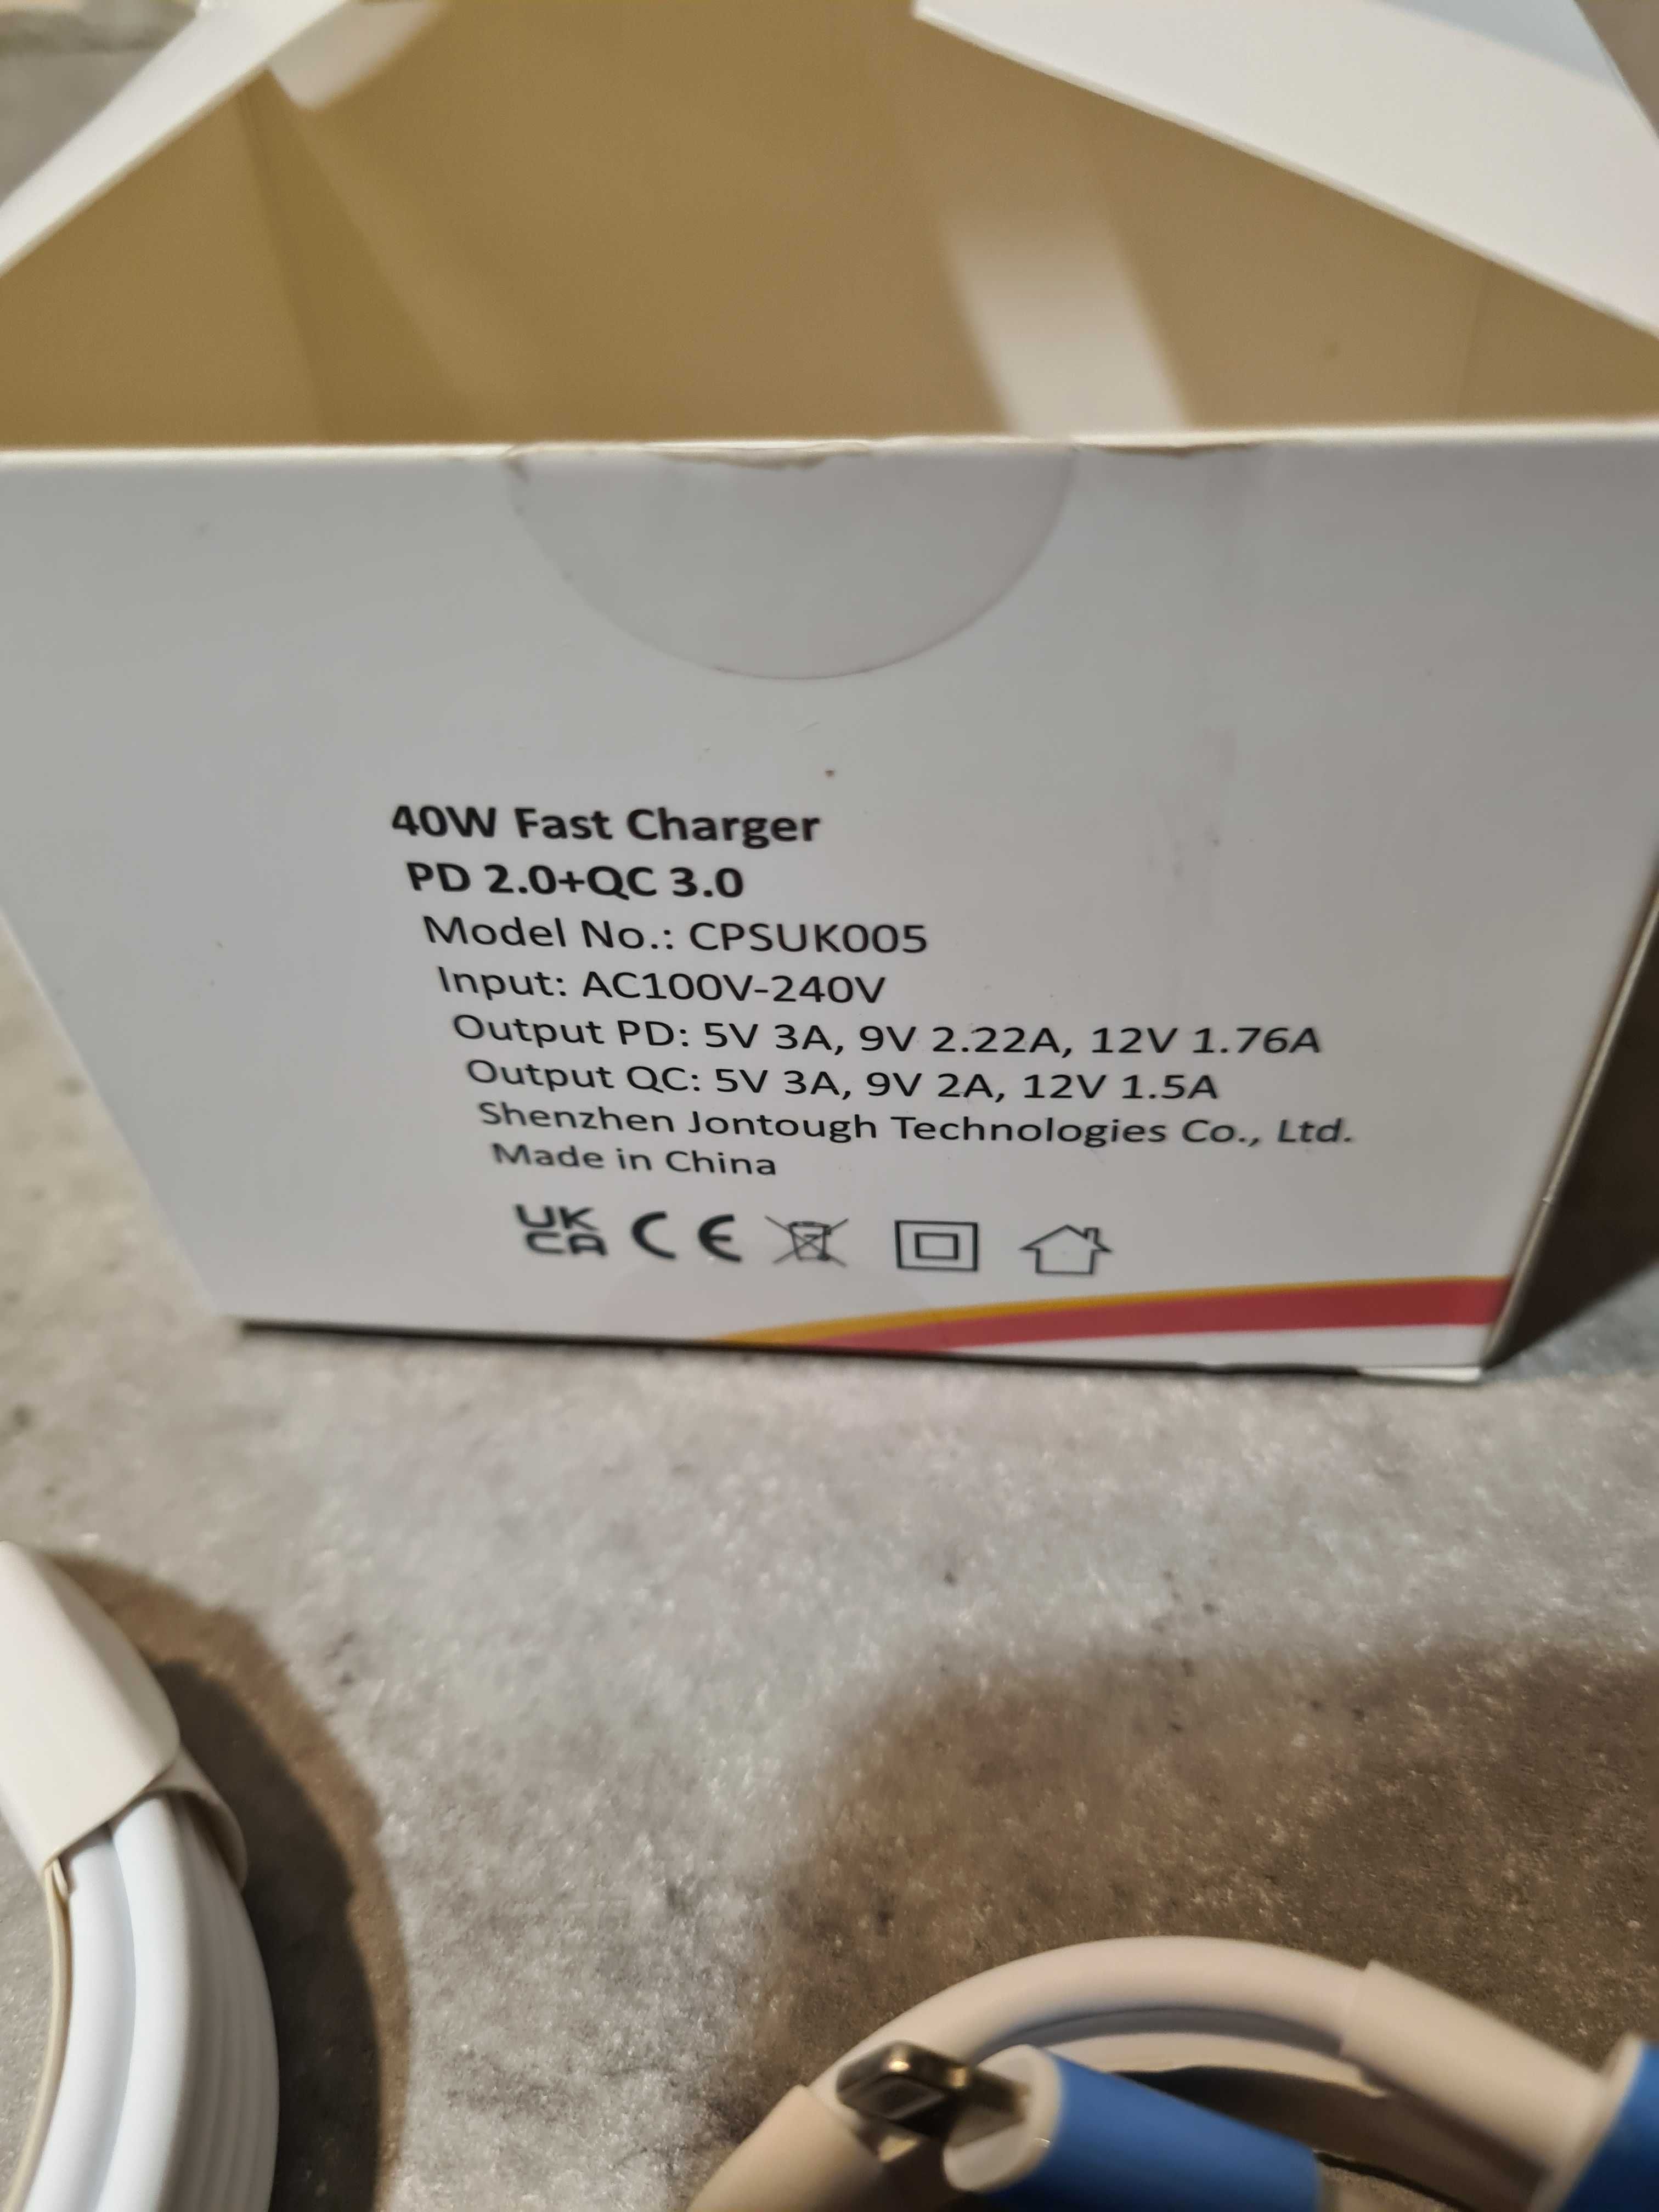 40W Fast Charger
PD 2.0+QC 3.0
Model No.: CPSUK005
Input: AC100V-240V
Output PD: 5V 3A, 9V 2.22A, 12V 1.76A
Output QC: 5V 3A, 9V 2A, 12V 1.5A
Shenzhen Jontough Technologies Co., Ltd.
Made in China
UK
CA CE